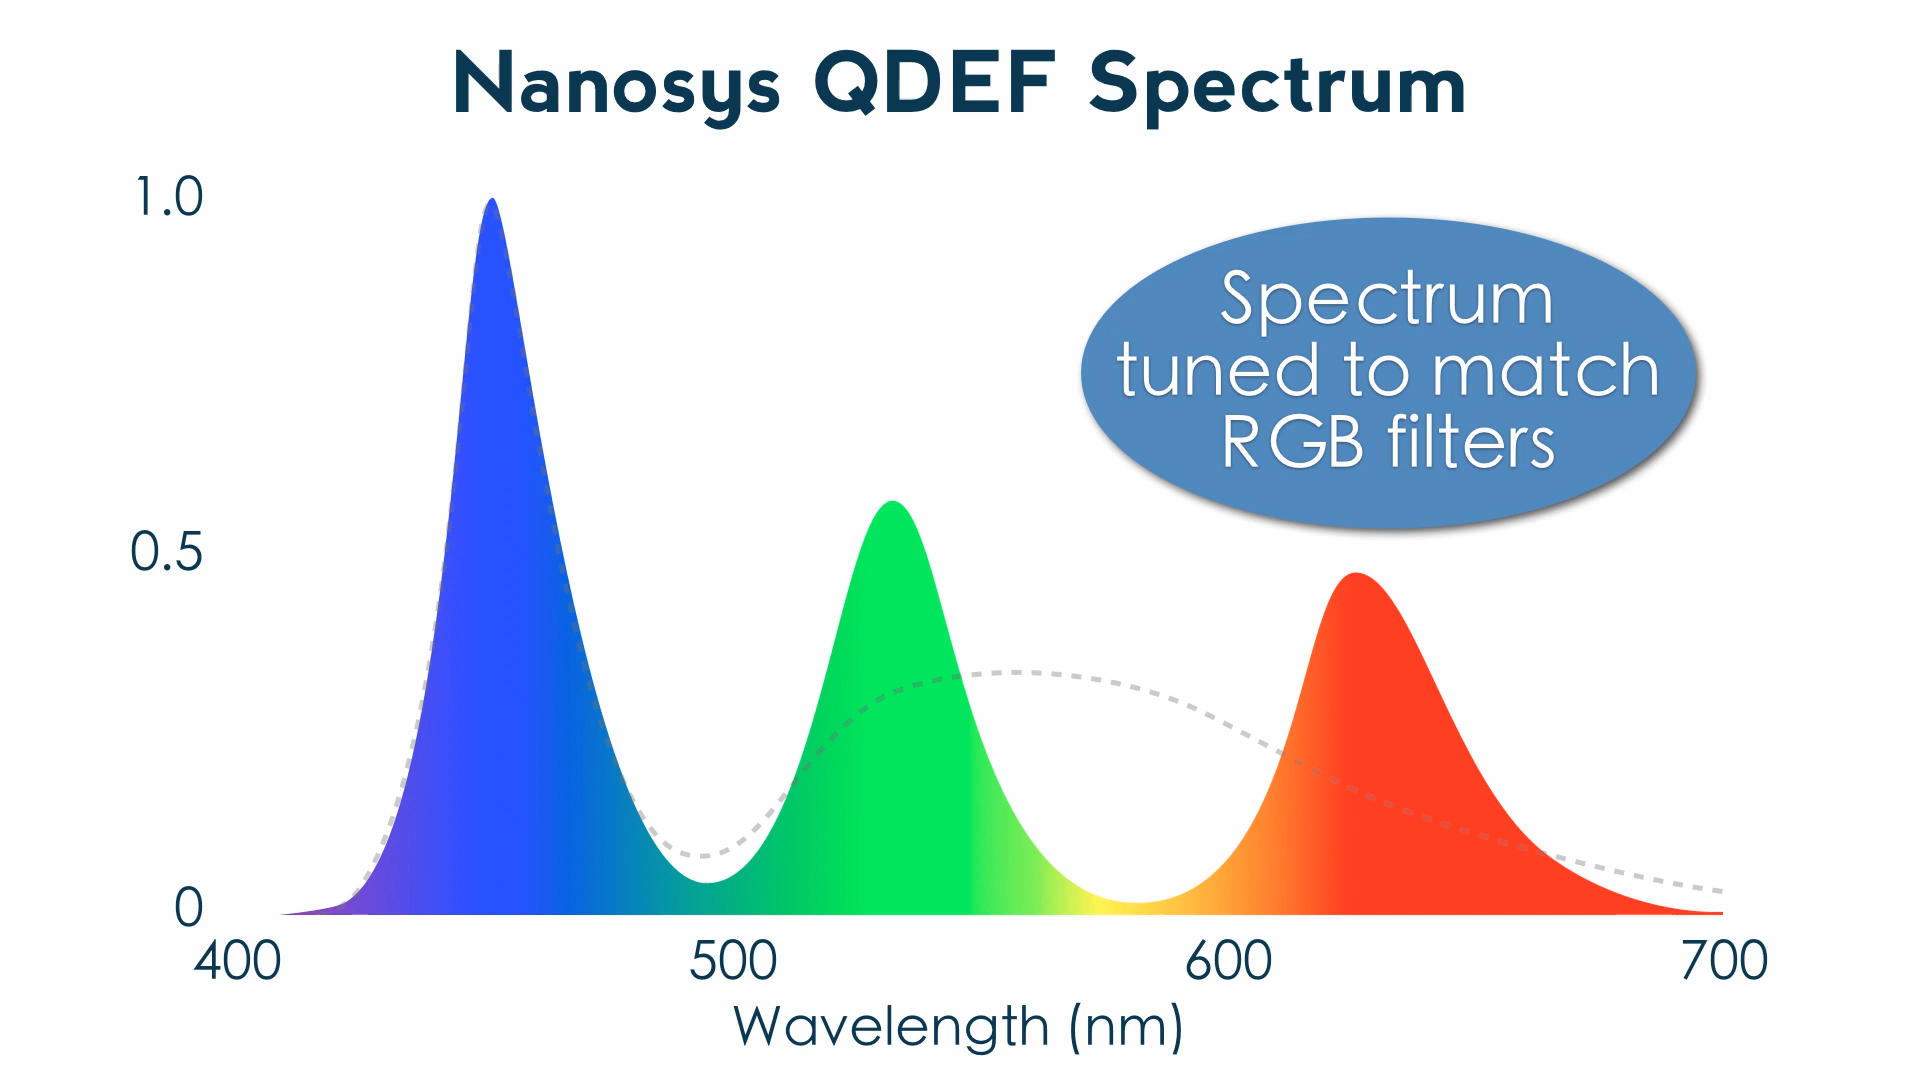 Nanosys QDEF Spectrum
1.0
Spectrum
tuned to match
RGB filters
0.5
0
400 500 600 700
Wavelength (nm)